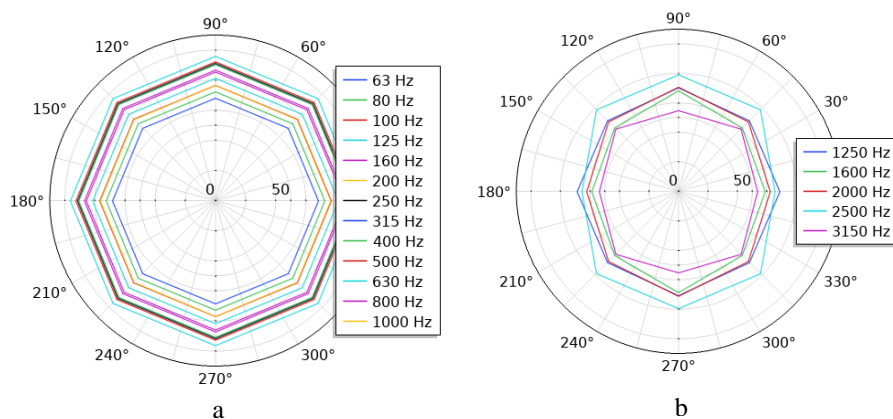 90°
120°
60°
150°
180°
210°
240°
270°
300°
0
50
63 Hz
80 Hz
100 Hz
125 Hz
160 Hz
200 Hz
250 Hz
315 Hz
400 Hz
500 Hz
630 Hz
800 Hz
1000 Hz
a
90°
120°
60°
150°
30°
180°
210°
330°
240°
300°
270°
0
50
1250 Hz
1600 Hz
2000 Hz
2500 Hz
3150 Hz
b